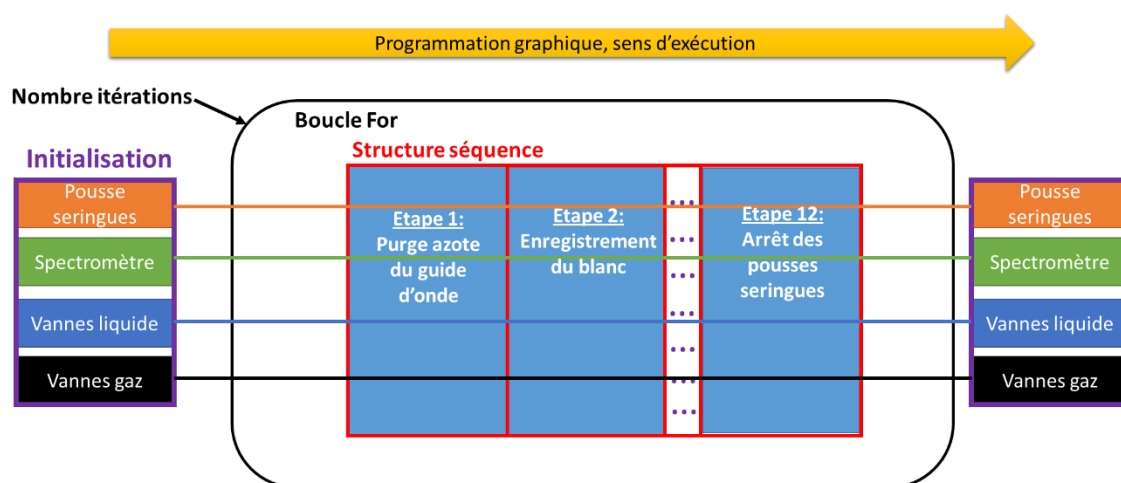 Programmation graphique, sens d'exécution
Nombre itérations
Boucle For
Structure séquence
Initialisation
Pousse
seringues
Spectromètre
Vannes liquide
Vannes gaz
Etape 1:
Purge azote
du guide
d'onde
Etape 2:
Enregistrement
du blanc
...
...
...
...
...
...
...
Etape 12:
Arrêt des
pousses
seringues
Pousse
seringues
Spectromètre
Vannes liquide
Vannes gaz